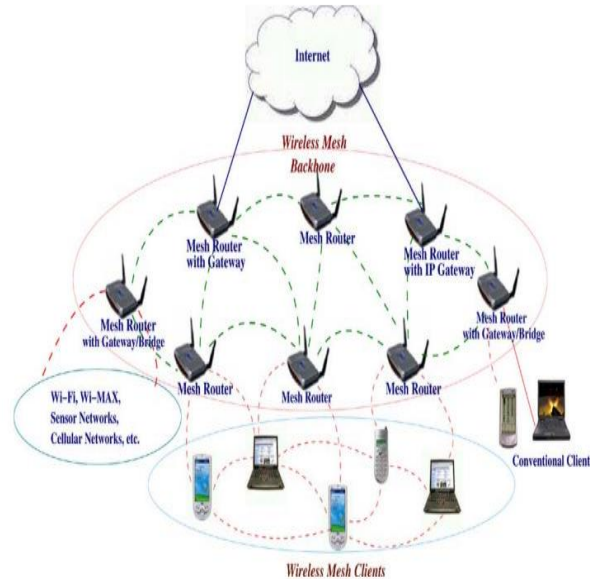 Internet
Wireless Mesh
Backbone
Mesh Router
with Gateway
Mesh Router
Mesh Router
with IP Gateway
Mesh Router
with Gateway/Bridge
Mesh Router
with Gateway/Bridge
Mesh Router
Mesh Router
Mesh Router
Wi-Fi, Wi-MAX,
Sensor Networks,
Cellular Networks, etc.
Conventional Client
Wireless Mesh Clients